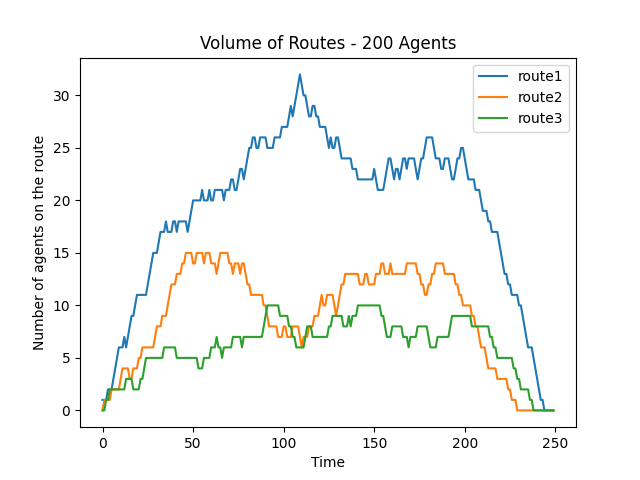 Volume of Routes - 200 Agents
route1
route2
route3
Number of agents on the route
30
25
20
15
10
5
0
0 50 100 150 200 250
Time